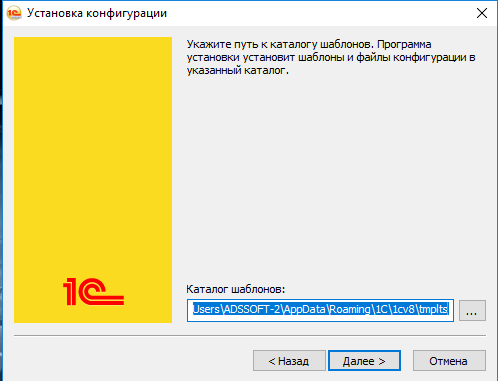 Установка конфигурации
Укажите путь к каталогу шаблонов. Программа
установки установит шаблоны и файлы конфигурации в
указанный каталог.
1С
Каталог шаблонов:
Users\ADSSOFT-2\AppData\Roaming\1C\1cv8\tmplts
...
< Назад
Далее >
Отмена